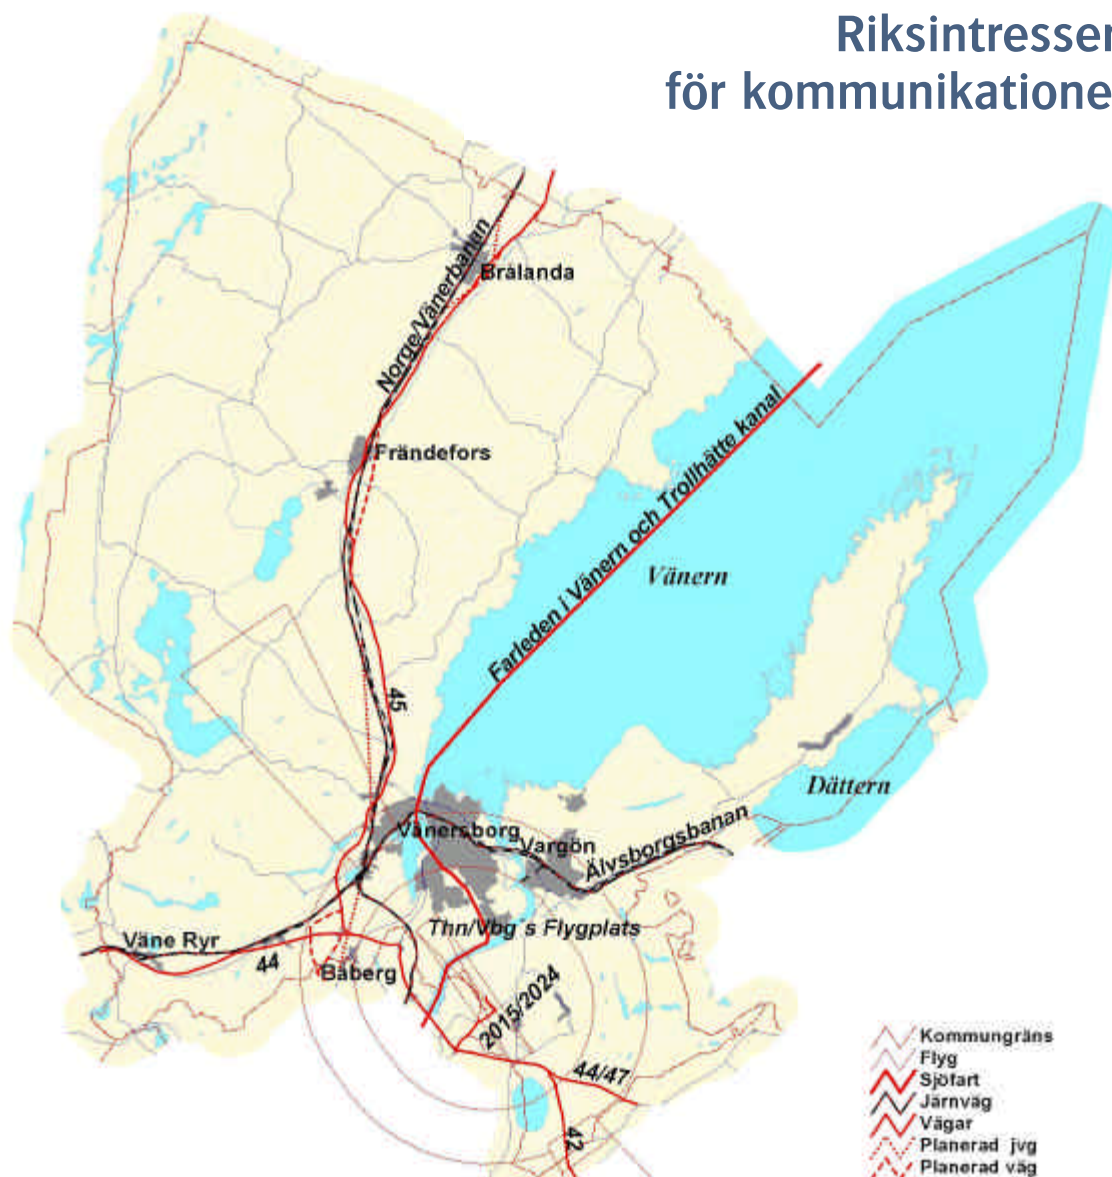 Riksintressen
för kommunikatione
Norge/Vänerbanan
Brålanda
Frändefors
Farleden i Vänern och Trollhätte kanal
Vänern
45
Dättern
Vänersborg
Vargön
Älvsborgsbanan
Thn/Vbg s Flygplats
Väne Ryr
44
Båberg
2015/2024
44/47
42
Kommungräns
Flyg
Sjöfart
Järnväg
Vägar
Planerad jvg
Planerad väg